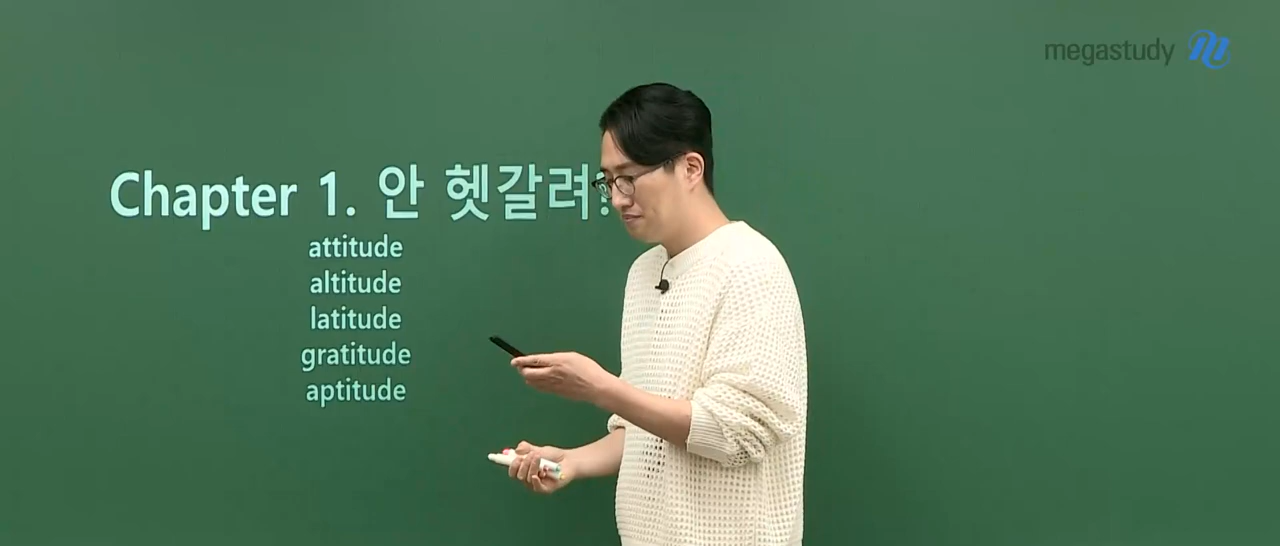 megastudy
Chapter 1. 안 헷갈려?
attitude
altitude
latitude
gratitude
aptitude